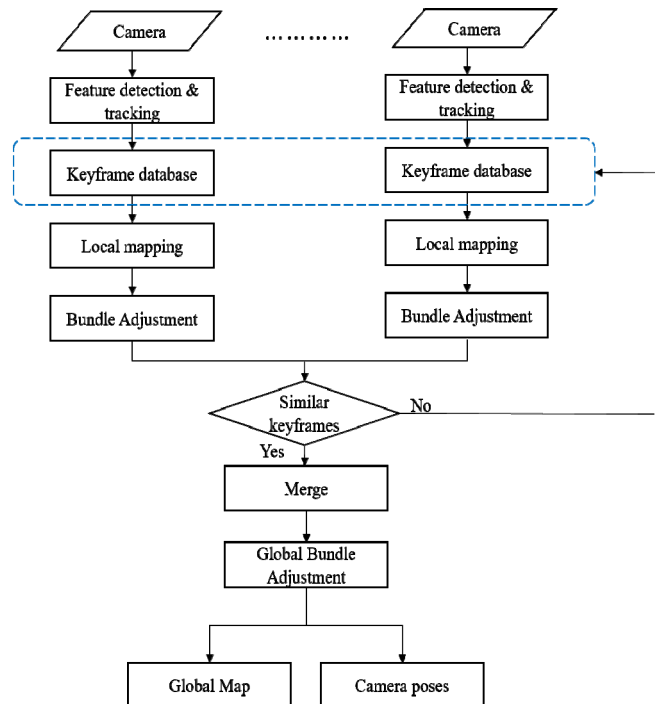 Camera
…………
Camera
Feature detection &
tracking
Feature detection &
tracking
Keyframe database
Keyframe database
Local mapping
Local mapping
Bundle Adjustment
Bundle Adjustment
Similar
keyframes
No
Yes
Merge
Global Bundle
Adjustment
Global Map
Camera poses